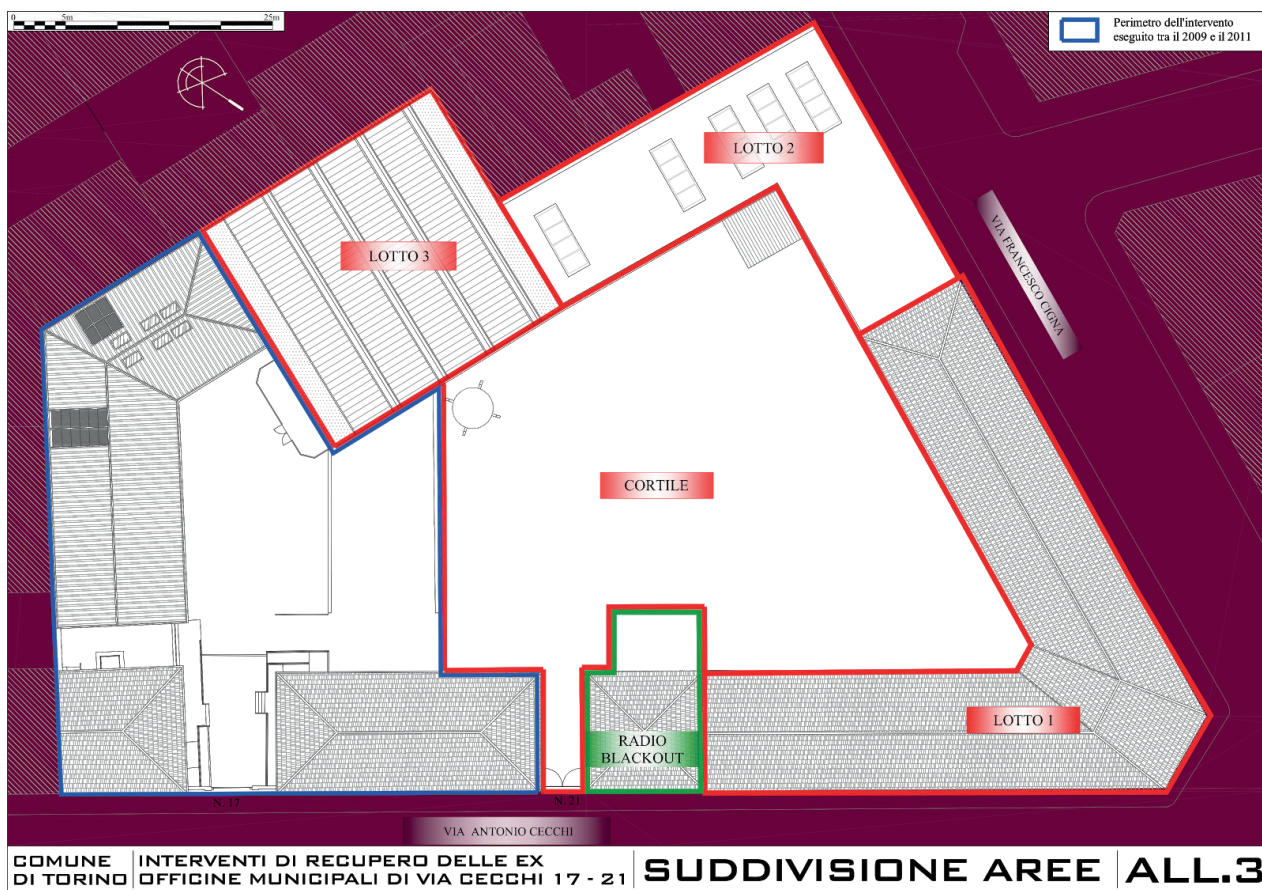 0 5m 25m
Perimetro dell'intervento
eseguito tra il 2009 e il 2011
LOTTO 2
VIA FRANCESCO CIGNA
LOTTO 3
CORTILE
LOTTO 1
RADIO
BLACKOUT
N. 17
N. 21
VIA ANTONIO CECCHI
COMUNE
DI TORINO
INTERVENTI DI RECUPERO DELLE EX
OFFICINE MUNICIPALI DI VIA CECCHI 17 - 21
SUDDIVISIONE AREE
ALL.3